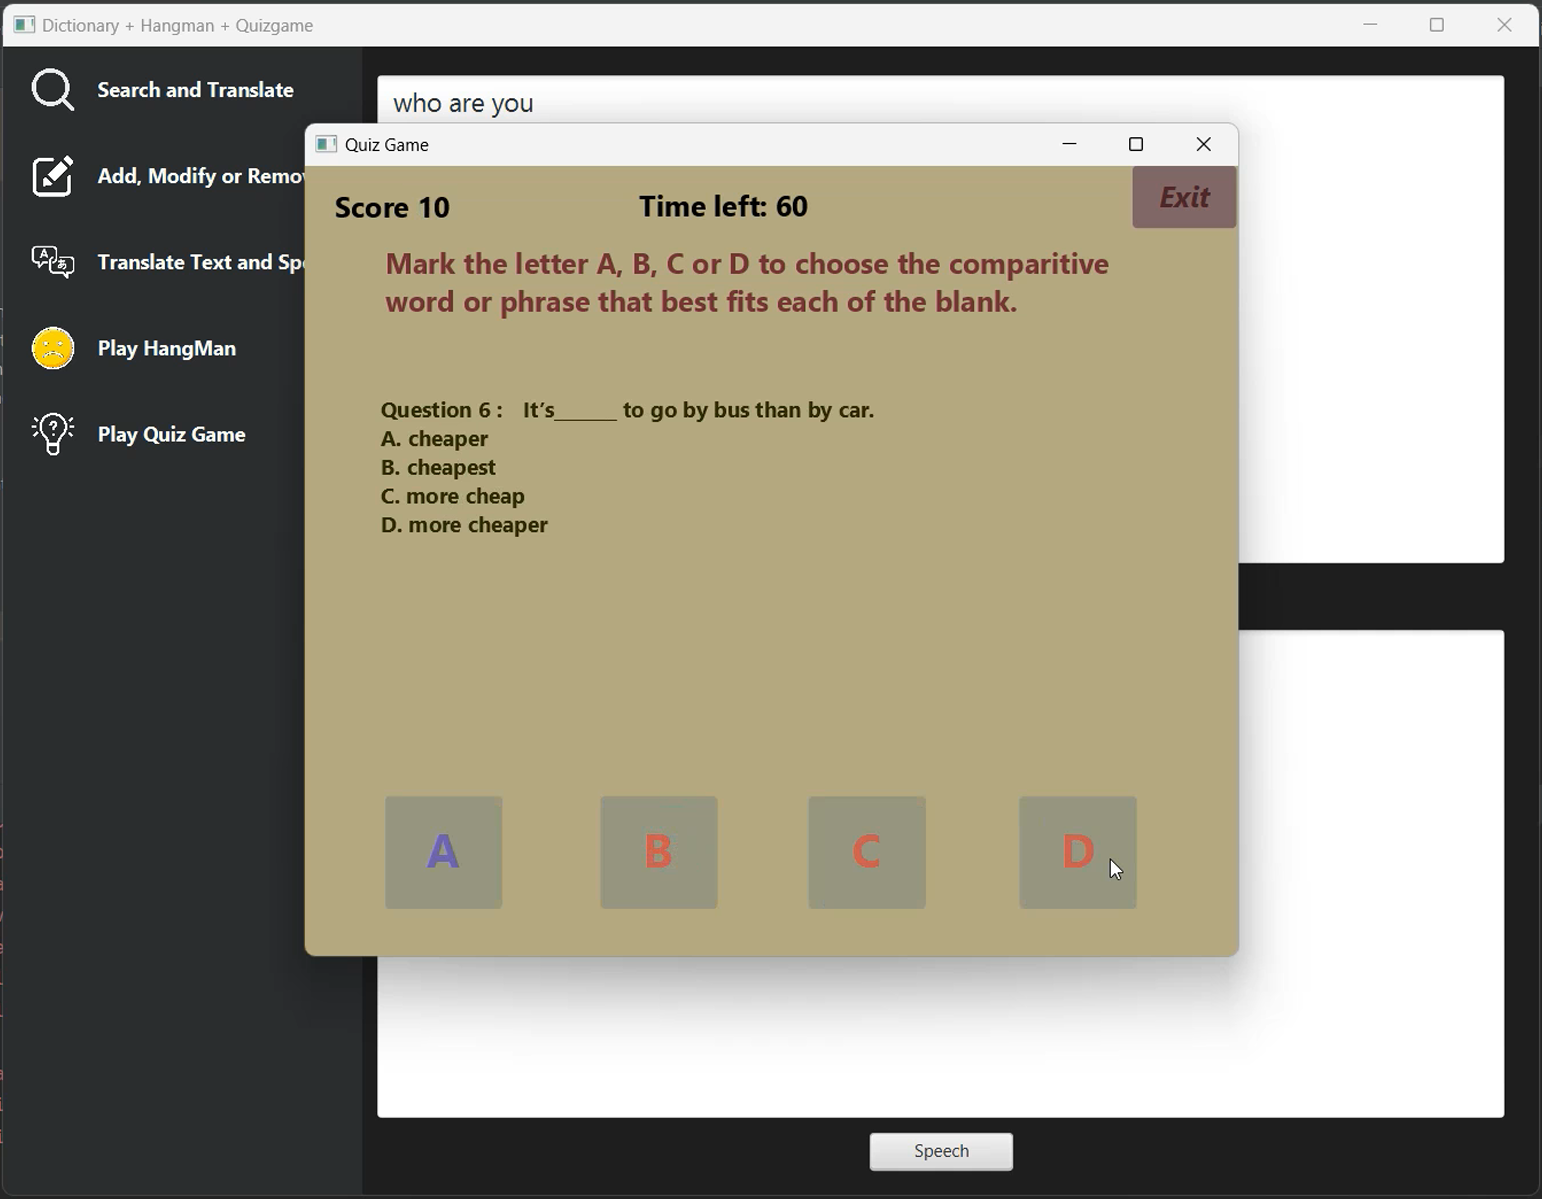 Dictionary + Hangman + Quizgame
Search and Translate
Add, Modify or Remo
Translate Text and Sp
Play HangMan
Play Quiz Game
who are you
Quiz Game
Score 10
Time left: 60
Exit
Mark the letter A, B, C or D to choose the comparitive
word or phrase that best fits each of the blank.
Question 6 : It’s______ to go by bus than by car.
A. cheaper
B. cheapest
C. more cheap
D. more cheaper
A
B
C
D
Speech